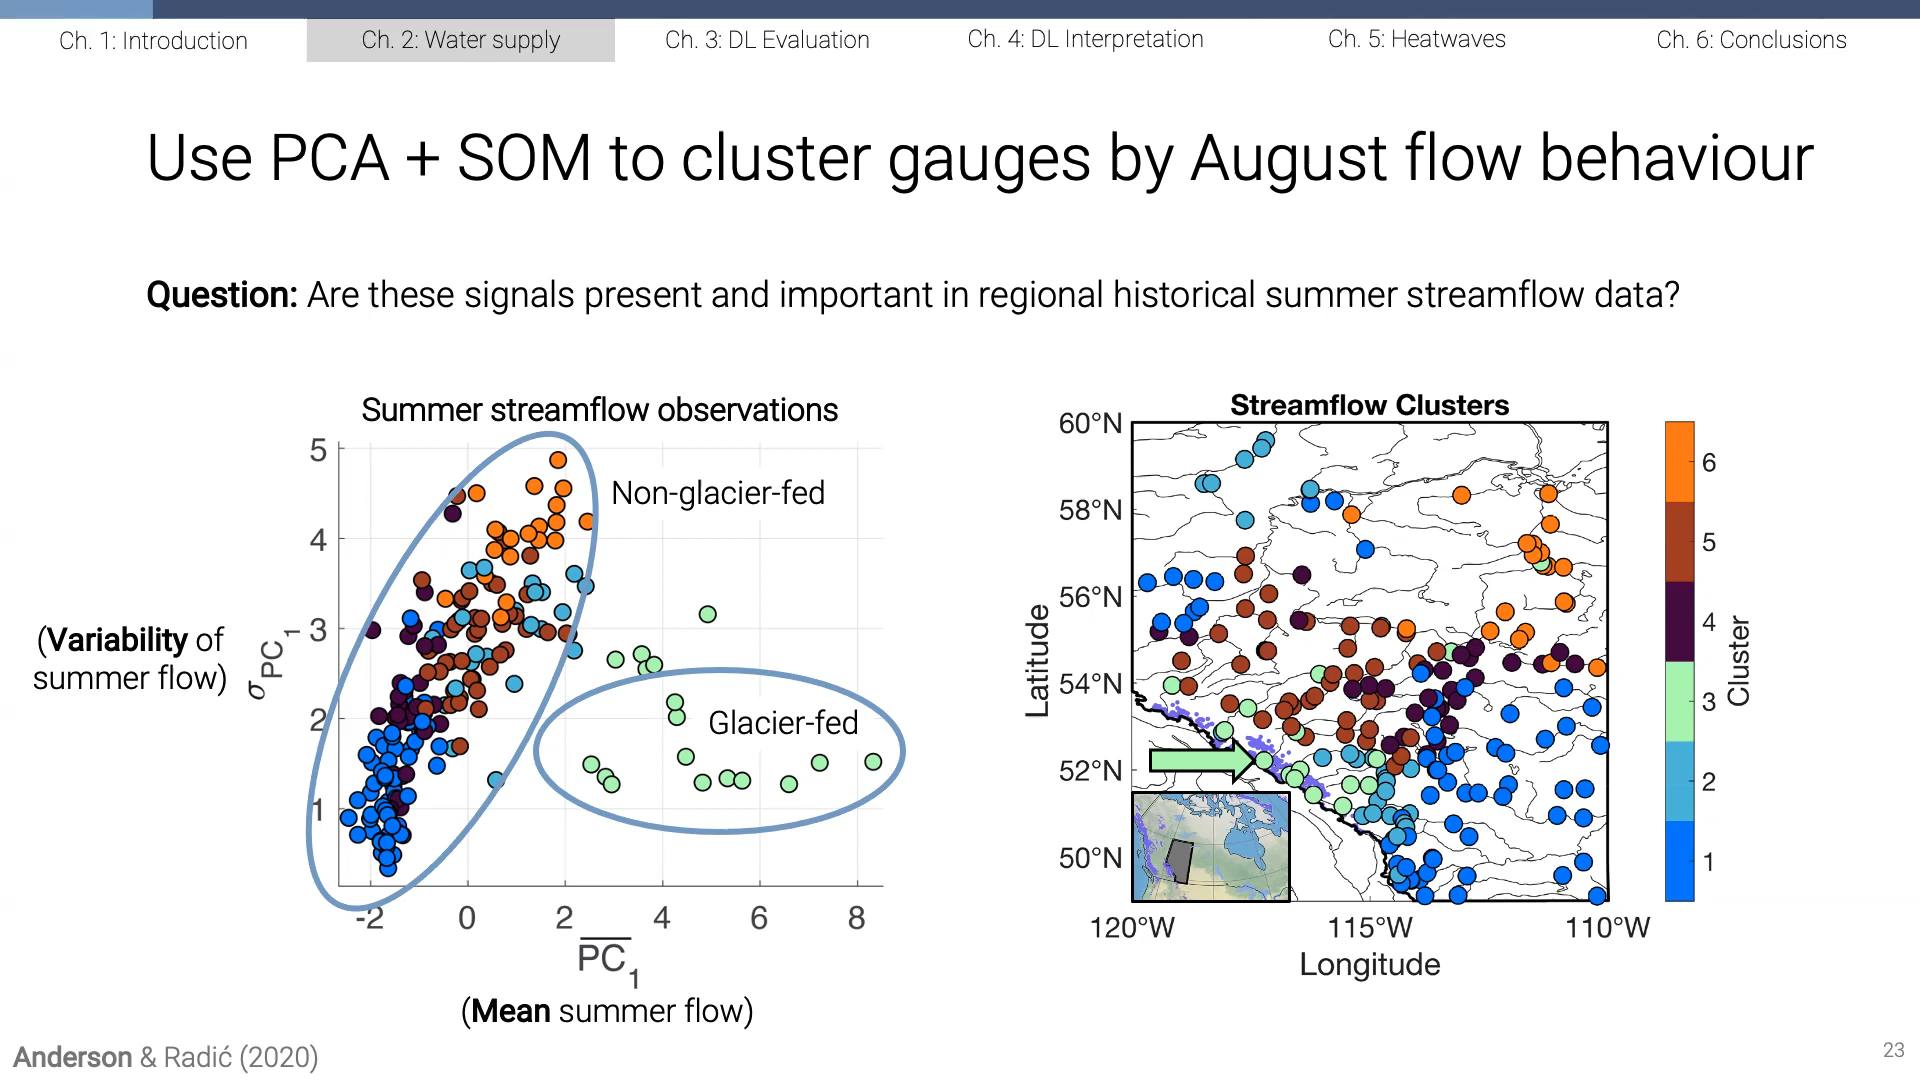 Ch. 1: Introduction
Ch. 2: Water supply
Ch. 3: DL Evaluation
Ch. 4: DL Interpretation
Ch. 5: Heatwaves
Ch. 6: Conclusions
Use PCA + SOM to cluster gauges by August flow behaviour
Question: Are these signals present and important in regional historical summer streamflow data?
Summer streamflow observations
5
4
3
2
1
(Variability of
summer flow)
σ PC 1
Non-glacier-fed
Glacier-fed
-2 0 2 4 6 8
PC 1
(Mean summer flow)
Streamflow Clusters
60°N
58°N
56°N
54°N
52°N
50°N
Latitude
120°W 115°W 110°W
Longitude
6
5
4
3
2
1
Cluster
Anderson & Radić (2020)
23